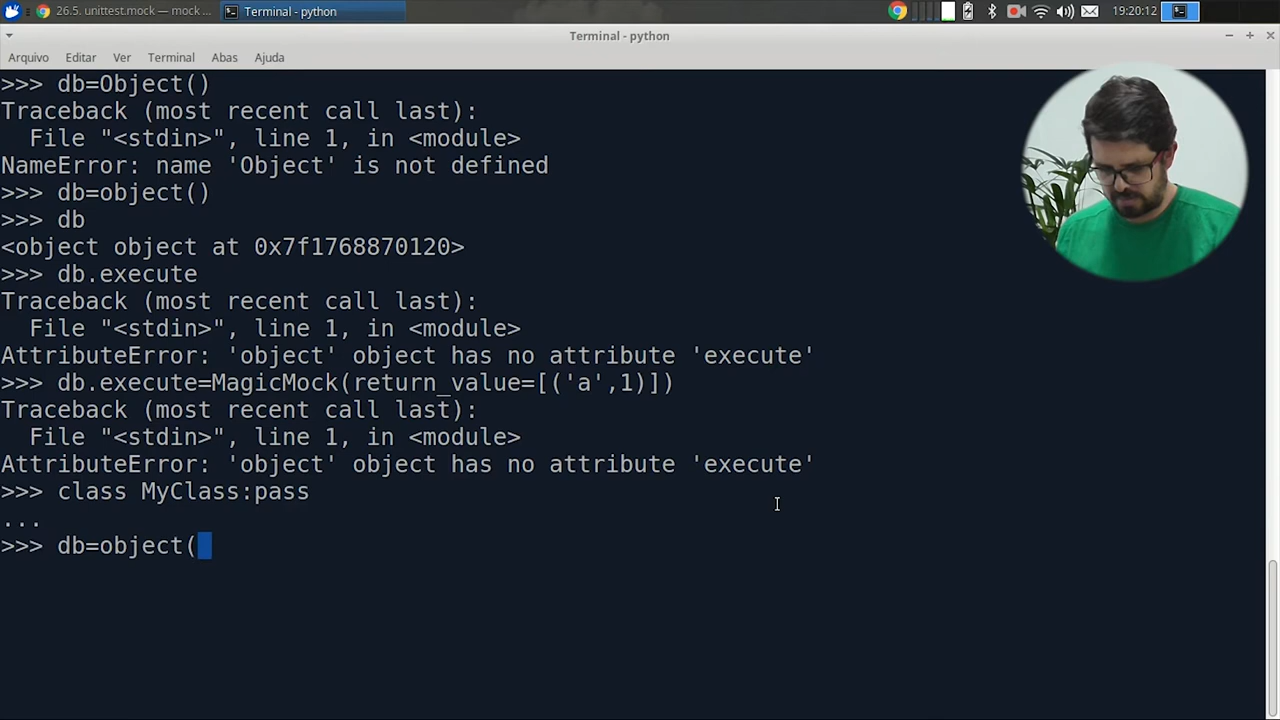 26.5. unittest.mock — mock ...
Terminal - python
19:20:12
Terminal - python
Arquivo Editar Ver Terminal Abas Ajuda
>>> db=Object()
Traceback (most recent call last):
  File "<stdin>", line 1, in <module>
NameError: name 'Object' is not defined
>>> db=object()
>>> db
<object object at 0x7f1768870120>
>>> db.execute
Traceback (most recent call last):
  File "<stdin>", line 1, in <module>
AttributeError: 'object' object has no attribute 'execute'
>>> db.execute=MagicMock(return_value=[('a',1)])
Traceback (most recent call last):
  File "<stdin>", line 1, in <module>
AttributeError: 'object' object has no attribute 'execute'
>>> class MyClass:pass
...
>>> db=object(